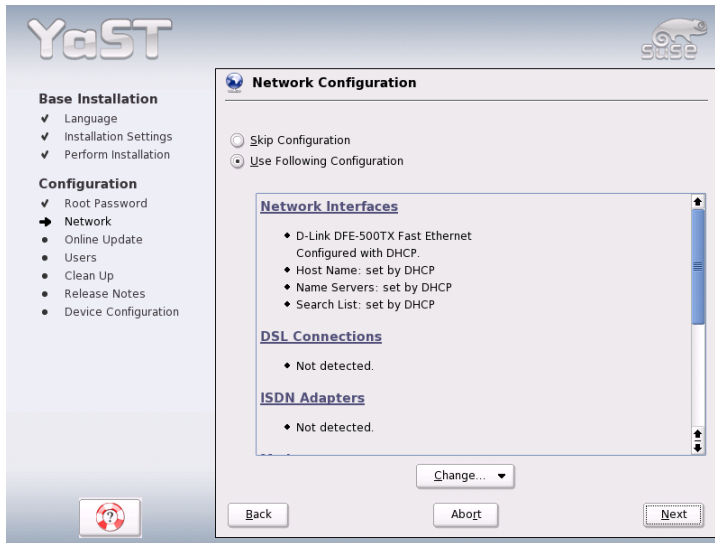 YaST
SUSE
Base Installation
Language
Installation Settings
Perform Installation
Configuration
Root Password
Network
Online Update
Users
Clean Up
Release Notes
Device Configuration
Network Configuration
Skip Configuration
Use Following Configuration
Network Interfaces
D-Link DFE-500TX Fast Ethernet
Configured with DHCP.
Host Name: set by DHCP
Name Servers: set by DHCP
Search List: set by DHCP
DSL Connections
Not detected.
ISDN Adapters
Not detected.
Change...
Back
Abort
Next